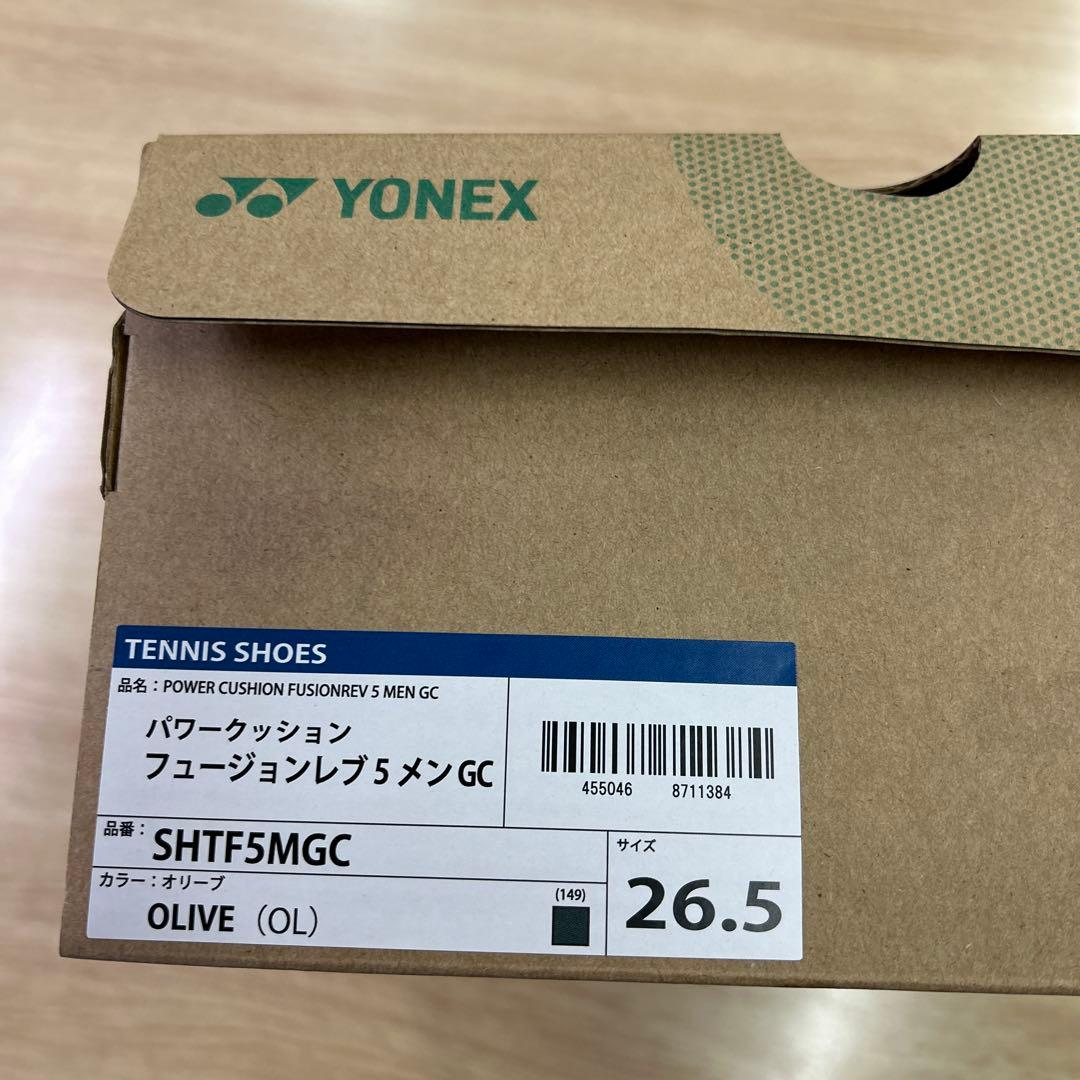 YONEX
TENNIS SHOES
品名：POWER CUSHION FUSIONREV 5 MEN GC
パワークッション
フュージョンレブ 5 メン GC
455046 8711384
品番：
SHTF5MGC
カラー：オリーブ
OLIVE（OL）
(149)
サイズ
26.5